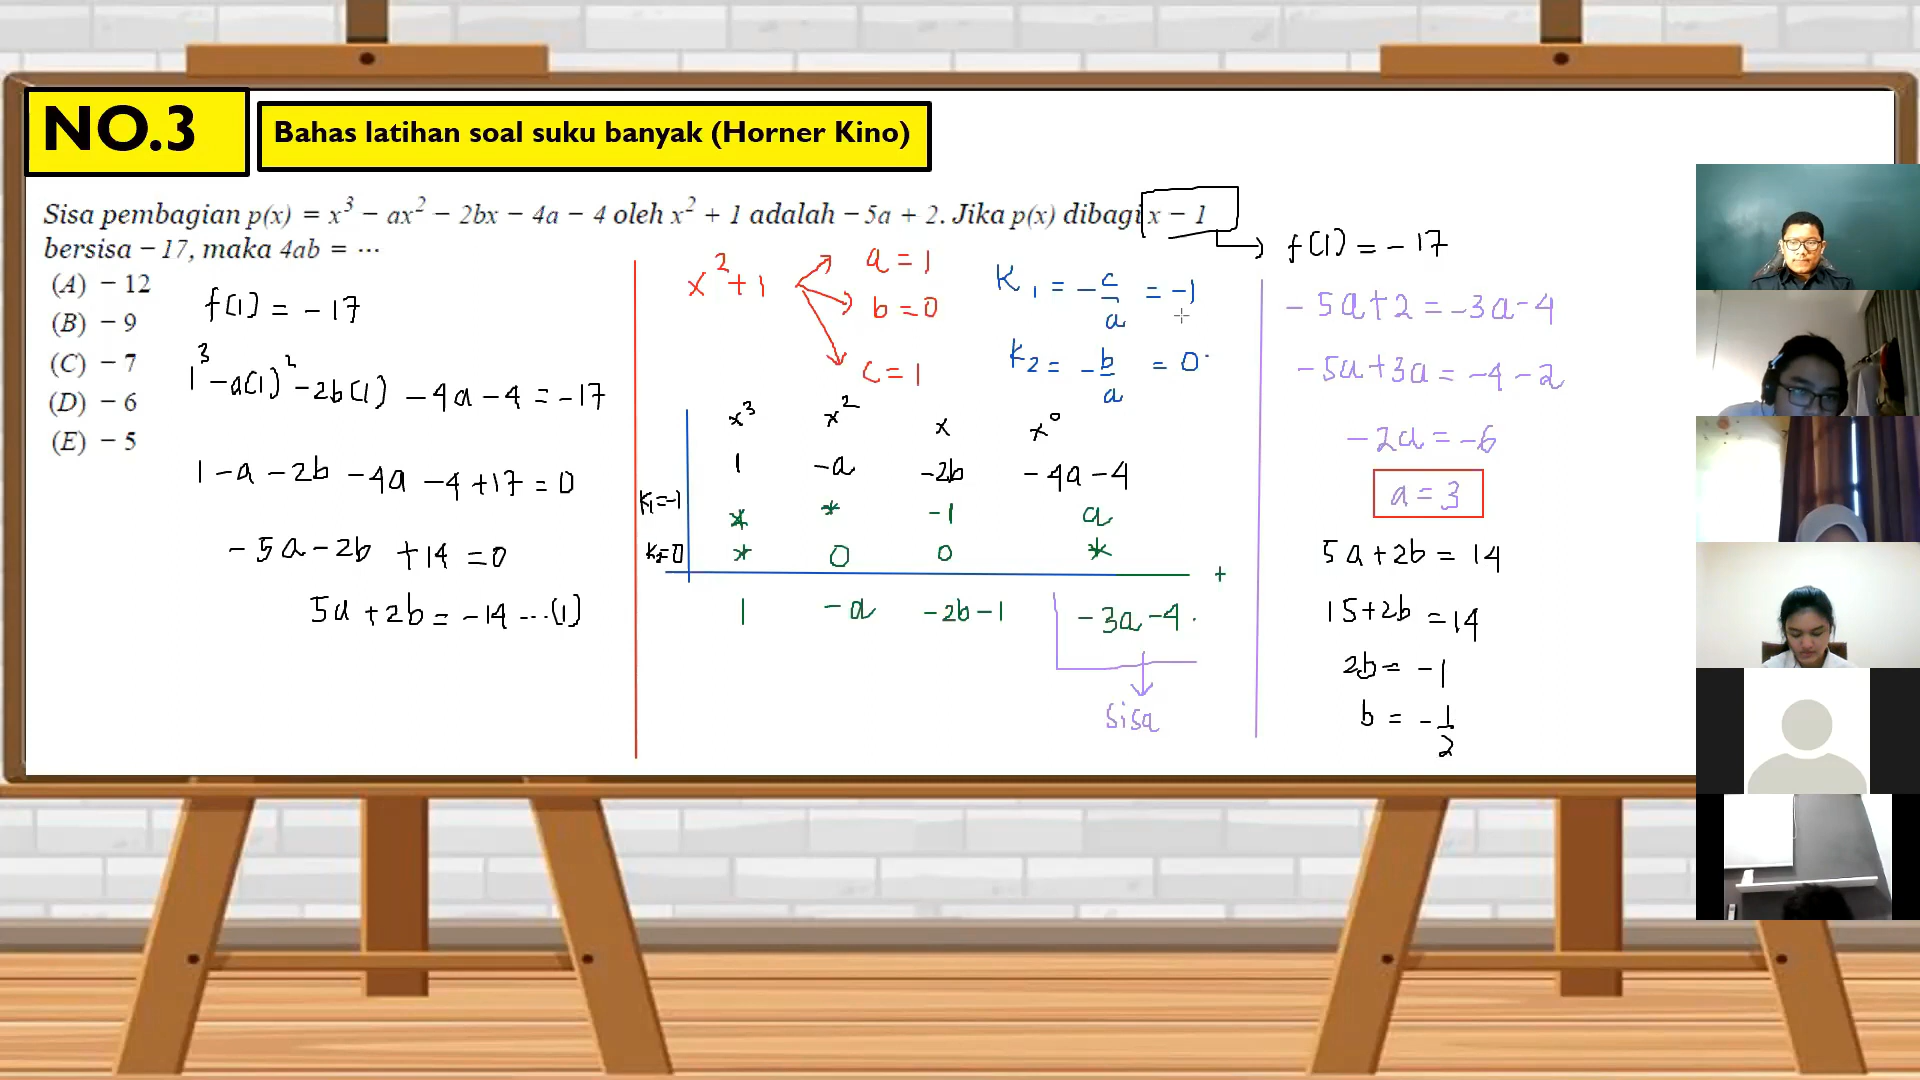 NO.3
Bahas latihan soal suku banyak (Horner Kino)
Sisa pembagian p(x) = x³ − ax² − 2bx − 4a − 4 oleh x² + 1 adalah − 5a + 2. Jika p(x) dibagi x − 1
bersisa − 17, maka 4ab = ⋯
(A) − 12
(B) − 9
(C) − 7
(D) − 6
(E) − 5
f(1) = - 17
1³ - a(1)² - 2b(1) - 4a - 4 = -17
1 - a - 2b - 4a - 4 + 17 = 0
- 5a - 2b + 14 = 0
5a + 2b = -14 ...(1)
x² + 1
a = 1
b = 0
c = 1
K₁ = - c/a = -1
K₂ = - b/a = 0
x³ x² x x⁰
1 -a -2b -4a - 4
K₁=-1 * * -1 a
K₂=0 * 0 0 *
+
1 -a -2b - 1 -3a - 4
sisa
f(1) = - 17
- 5a + 2 = -3a - 4
- 5a + 3a = -4 - 2
- 2a = -6
a = 3
5a + 2b = 14
15 + 2b = 14
2b = -1
b = - 1/2